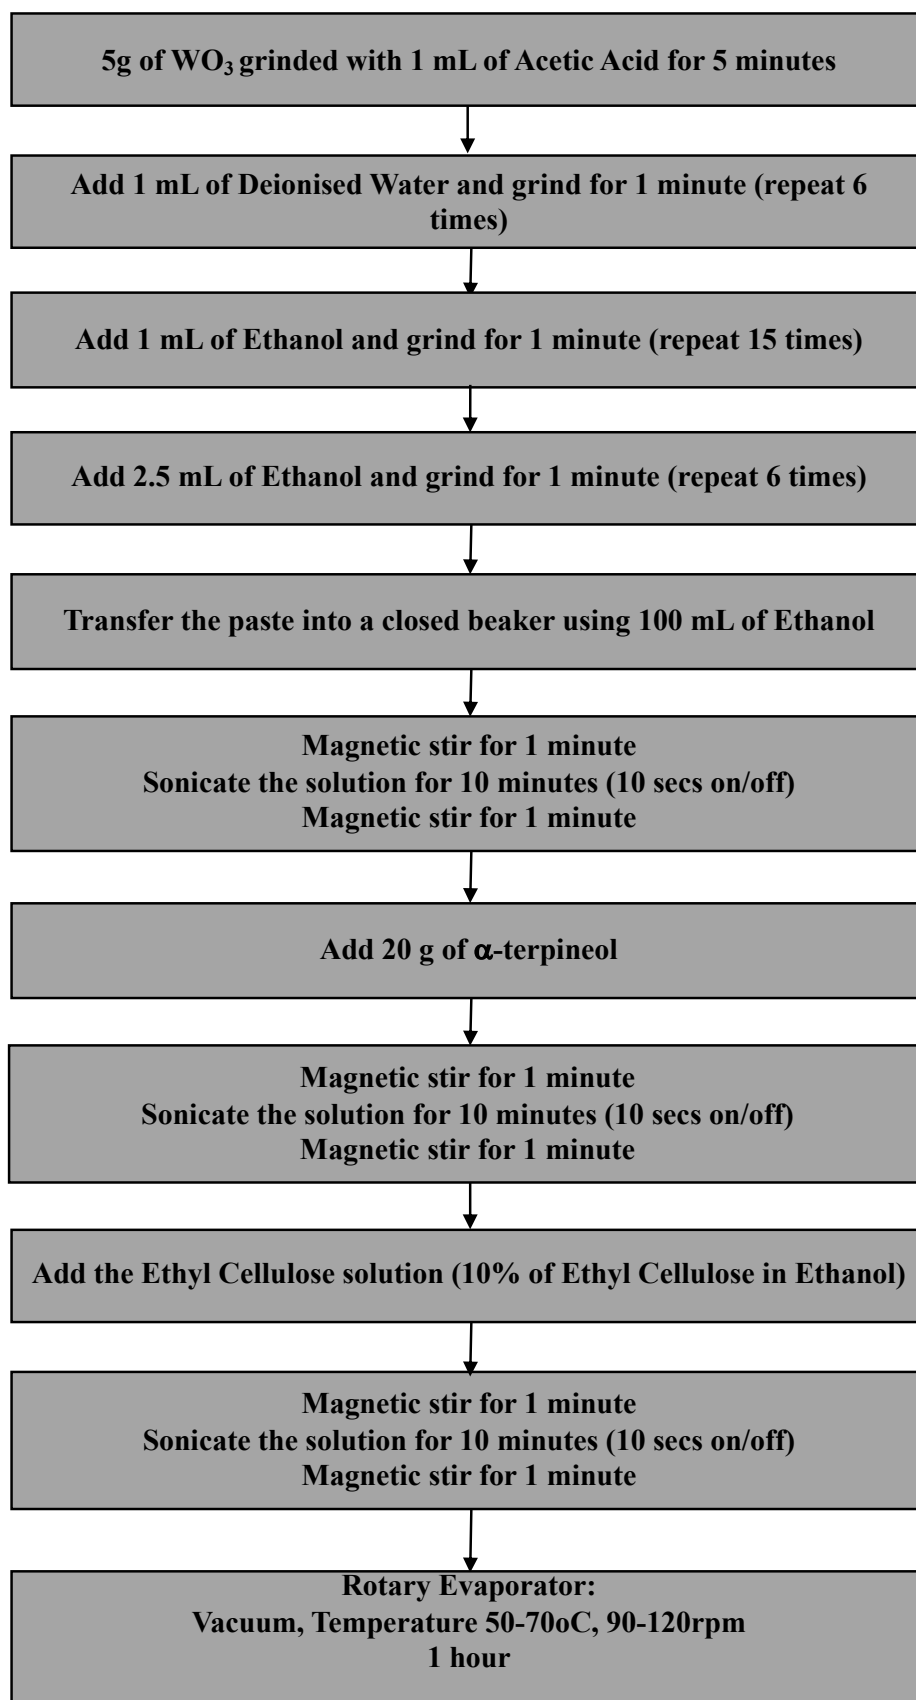 5g of WO₃ grinded with 1 mL of Acetic Acid for 5 minutes
Add 1 mL of Deionised Water and grind for 1 minute (repeat 6
times)
Add 1 mL of Ethanol and grind for 1 minute (repeat 15 times)
Add 2.5 mL of Ethanol and grind for 1 minute (repeat 6 times)
Transfer the paste into a closed beaker using 100 mL of Ethanol
Magnetic stir for 1 minute
Sonicate the solution for 10 minutes (10 secs on/off)
Magnetic stir for 1 minute
Add 20 g of α-terpineol
Magnetic stir for 1 minute
Sonicate the solution for 10 minutes (10 secs on/off)
Magnetic stir for 1 minute
Add the Ethyl Cellulose solution (10% of Ethyl Cellulose in Ethanol)
Magnetic stir for 1 minute
Sonicate the solution for 10 minutes (10 secs on/off)
Magnetic stir for 1 minute
Rotary Evaporator:
Vacuum, Temperature 50-70oC, 90-120rpm
1 hour